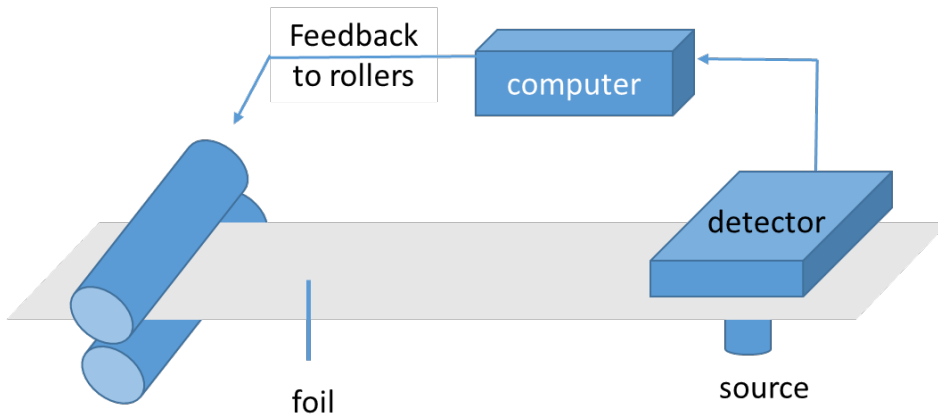 Feedback
to rollers
computer
detector
foil
source